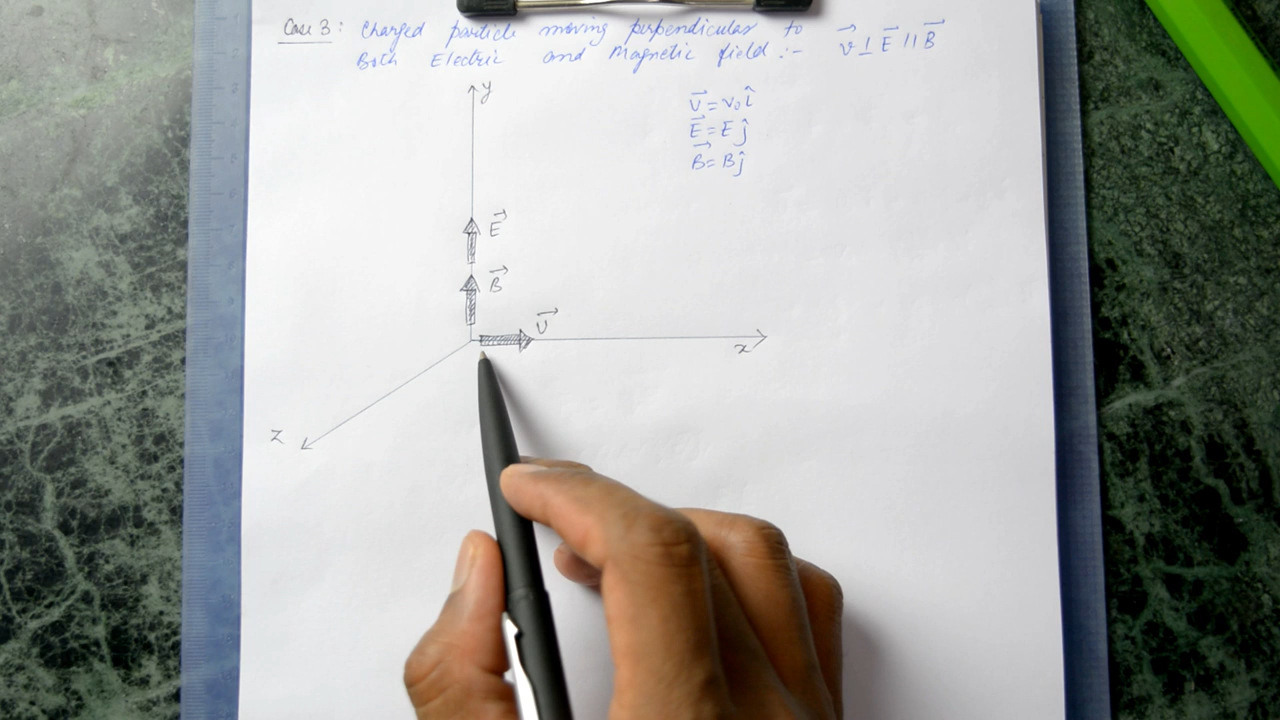 Case 3: Charged particle moving perpendicular to
Both Electric and Magnetic field :- v⃗ ⊥ E⃗ || B⃗
v⃗ = v₀ î
E⃗ = E ĵ
B⃗ = B ĵ
y
E⃗
B⃗
v⃗
x
z